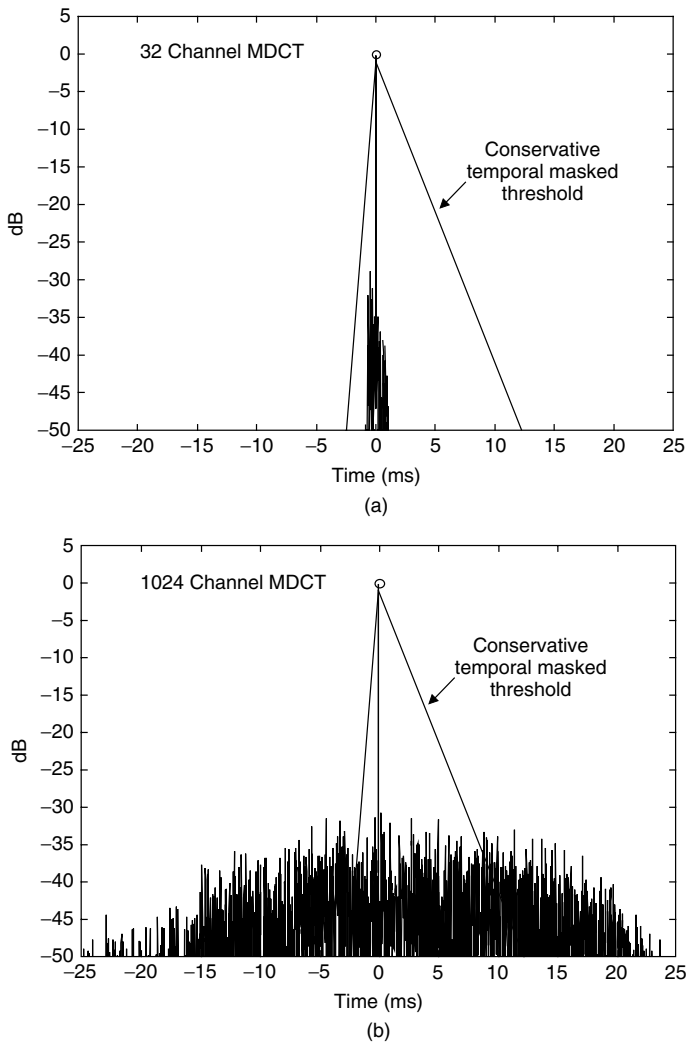 5
0
−5
−10
−15
−20
−25
−30
−35
−40
−45
−50
dB
32 Channel MDCT
Conservative
temporal masked
threshold
−25 −20 −15 −10 −5 0 5 10 15 20 25
Time (ms)
(a)
5
0
−5
−10
−15
−20
−25
−30
−35
−40
−45
−50
dB
1024 Channel MDCT
Conservative
temporal masked
threshold
−25 −20 −15 −10 −5 0 5 10 15 20 25
Time (ms)
(b)